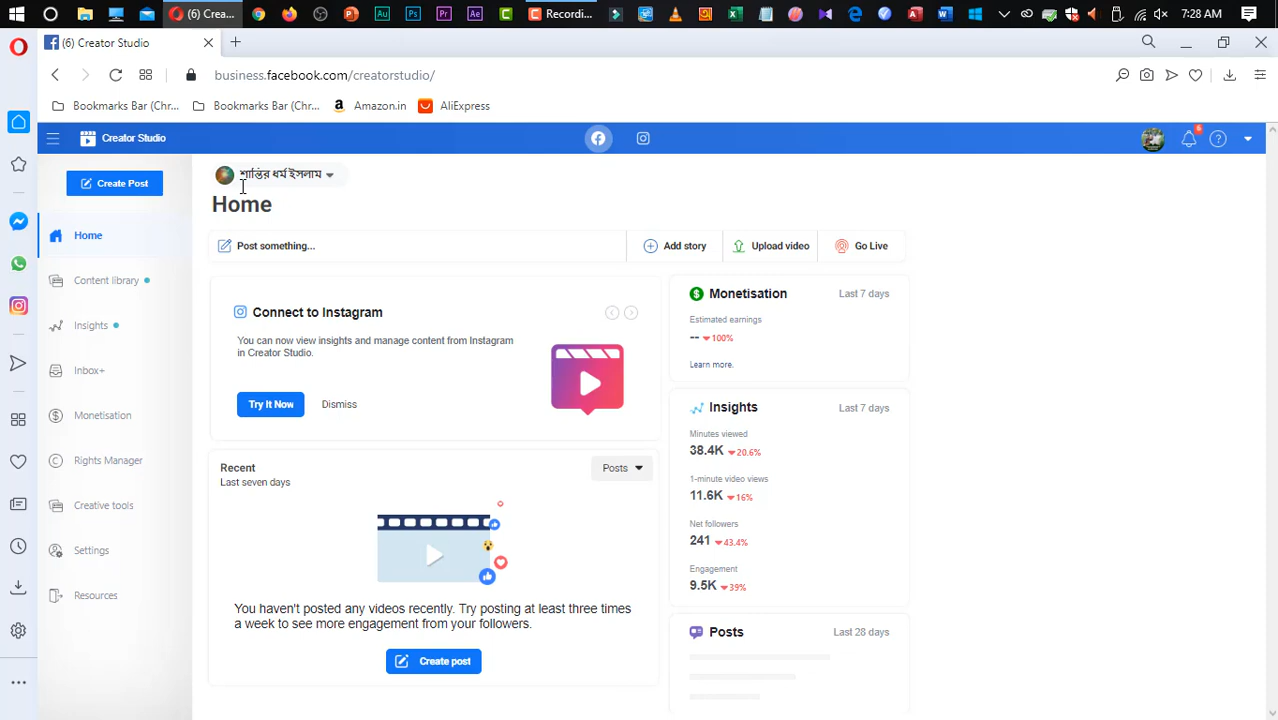 Recordi...
7:28 AM
(6) Crea...
(6) Creator Studio
business.facebook.com/creatorstudio/
Bookmarks Bar (Chr...
Bookmarks Bar (Chr...
Amazon.in
AliExpress
Creator Studio
6
Create Post
শান্তির ধর্ম ইসলাম
Home
Home
Content library
Insights
Inbox+
Monetisation
Rights Manager
Creative tools
Settings
Resources
Post something...
Add story
Upload video
Go Live
Connect to Instagram
You can now view insights and manage content from Instagram
in Creator Studio.
Try It Now
Dismiss
Recent
Last seven days
Posts
You haven't posted any videos recently. Try posting at least three times
a week to see more engagement from your followers.
Create post
Monetisation
Last 7 days
Estimated earnings
-- 100%
Learn more.
Insights
Last 7 days
Minutes viewed
38.4K 20.6%
1-minute video views
11.6K 16%
Net followers
241 43.4%
Engagement
9.5K 39%
Posts
Last 28 days